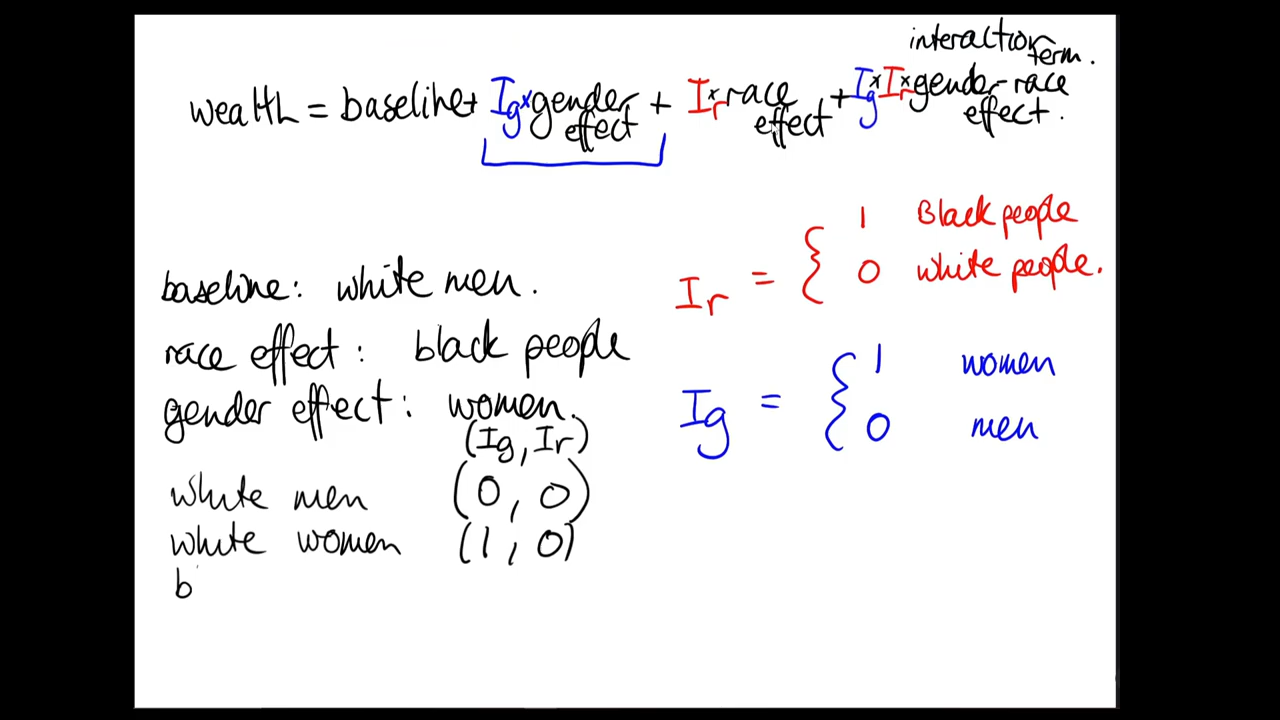 interaction term.
wealth = baseline + Ig × gender effect + Ir × race effect + Ig × Ir × gender-race effect.
Ir = { 1 Black people
0 white people.
baseline: white men.
race effect: black people
gender effect: women.
Ig = { 1 women
0 men
(Ig, Ir)
white men (0, 0)
white women (1, 0)
b